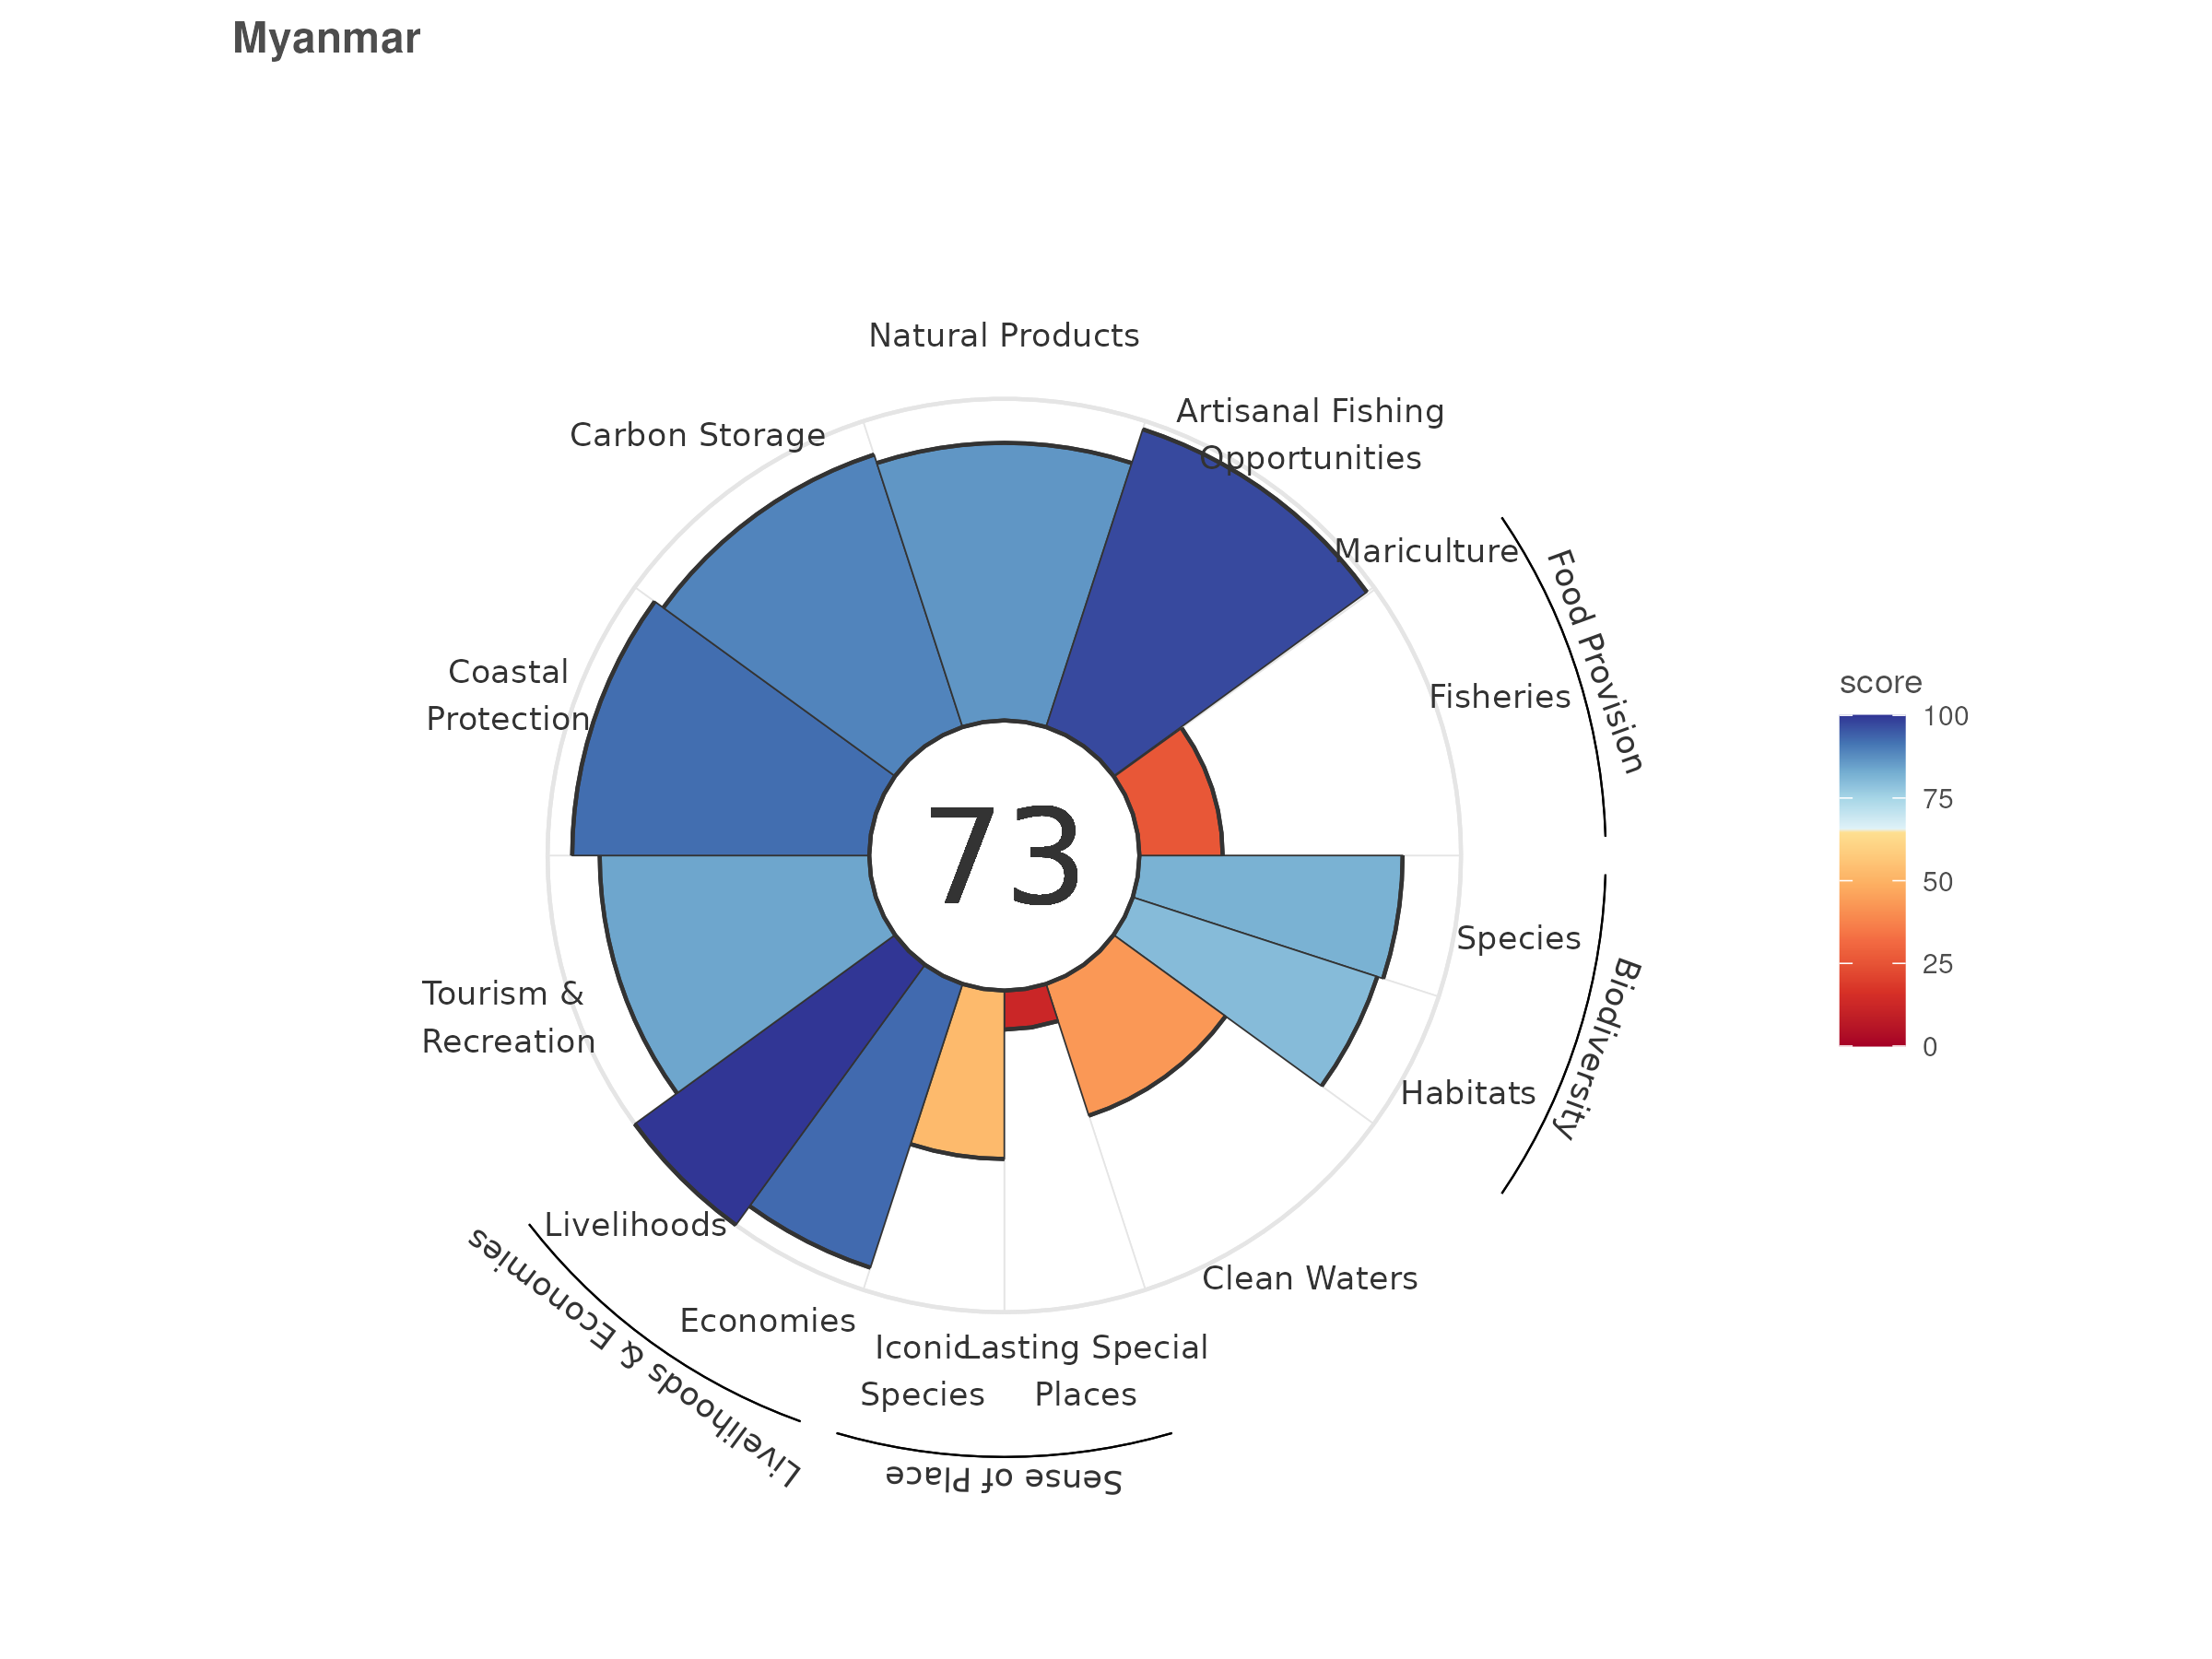 Myanmar
Natural Products
Artisanal Fishing
Opportunities
Carbon Storage
Mariculture
Food Provision
Fisheries
Coastal
Protection
73
score
100
75
50
25
0
Species
Biodiversity
Habitats
Tourism &
Recreation
Livelihoods
Livelihoods & Economies
Economies
Clean Waters
Iconic
Species
Lasting Special
Places
Sense of Place